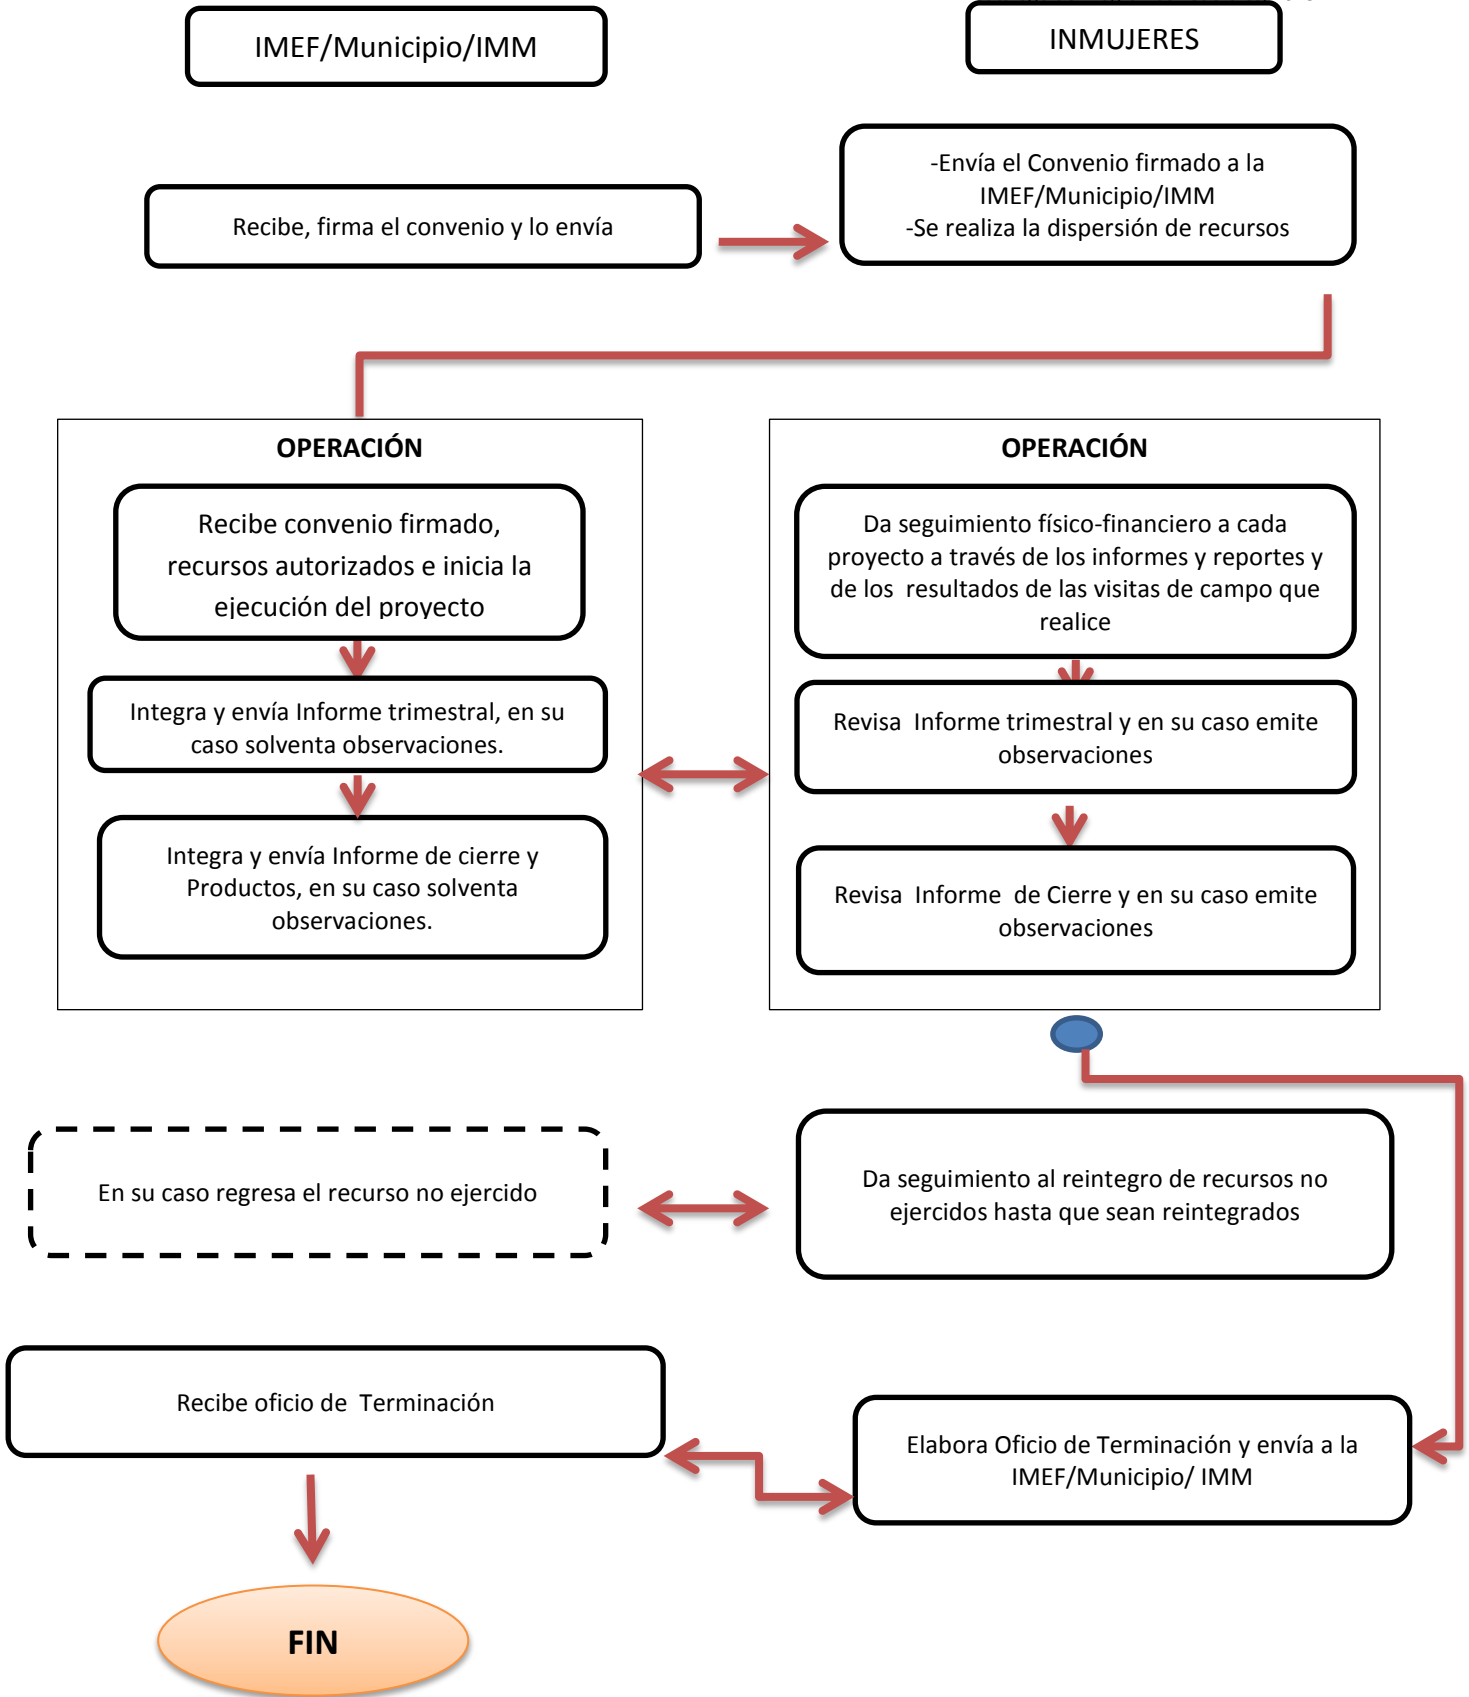 IMEF/Municipio/IMM
INMUJERES
-Envía el Convenio firmado a la
IMEF/Municipio/IMM
-Se realiza la dispersión de recursos
Recibe, firma el convenio y lo envía
OPERACIÓN
Recibe convenio firmado,
recursos autorizados e inicia la
ejecución del proyecto
Integra y envía Informe trimestral, en su
caso solventa observaciones.
Integra y envía Informe de cierre y
Productos, en su caso solventa
observaciones.
OPERACIÓN
Da seguimiento físico-financiero a cada
proyecto a través de los informes y reportes y
de los resultados de las visitas de campo que
realice
Revisa Informe trimestral y en su caso emite
observaciones
Revisa Informe de Cierre y en su caso emite
observaciones
En su caso regresa el recurso no ejercido
Da seguimiento al reintegro de recursos no
ejercidos hasta que sean reintegrados
Recibe oficio de Terminación
Elabora Oficio de Terminación y envía a la
IMEF/Municipio/ IMM
FIN